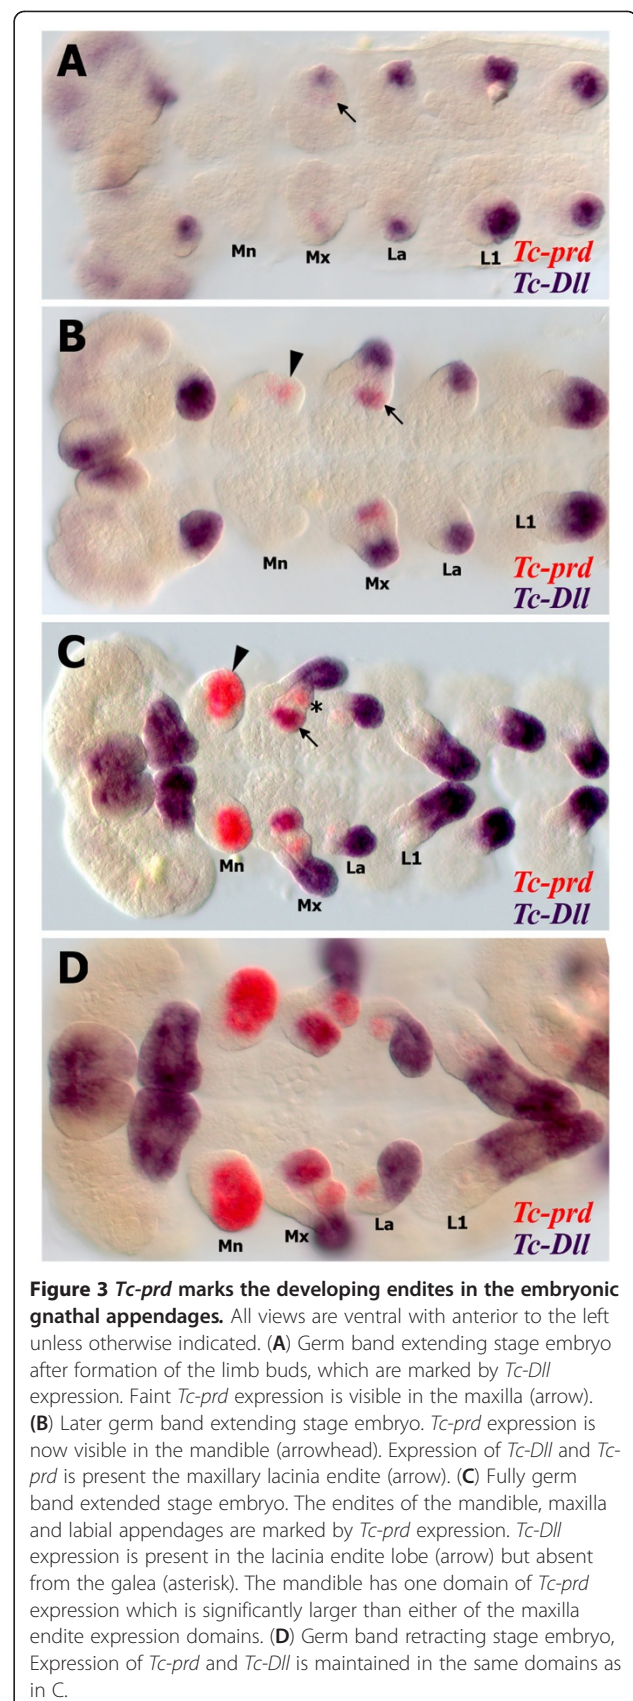 A
Mn
Mx
La
L1
Tc-prd
Tc-Dll
B
Mn
Mx
La
L1
Tc-prd
Tc-Dll
C
*
Mn
Mx
La
L1
Tc-prd
Tc-Dll
D
Mn
Mx
La
L1
Tc-prd
Tc-Dll
Figure 3 Tc-prd marks the developing endites in the embryonic
gnathal appendages. All views are ventral with anterior to the left
unless otherwise indicated. (A) Germ band extending stage embryo
after formation of the limb buds, which are marked by Tc-Dll
expression. Faint Tc-prd expression is visible in the maxilla (arrow).
(B) Later germ band extending stage embryo. Tc-prd expression is
now visible in the mandible (arrowhead). Expression of Tc-Dll and Tc-
prd is present the maxillary lacinia endite (arrow). (C) Fully germ
band extended stage embryo. The endites of the mandible, maxilla
and labial appendages are marked by Tc-prd expression. Tc-Dll
expression is present in the lacinia endite lobe (arrow) but absent
from the galea (asterisk). The mandible has one domain of Tc-prd
expression which is significantly larger than either of the maxilla
endite expression domains. (D) Germ band retracting stage embryo,
Expression of Tc-prd and Tc-Dll is maintained in the same domains as
in C.